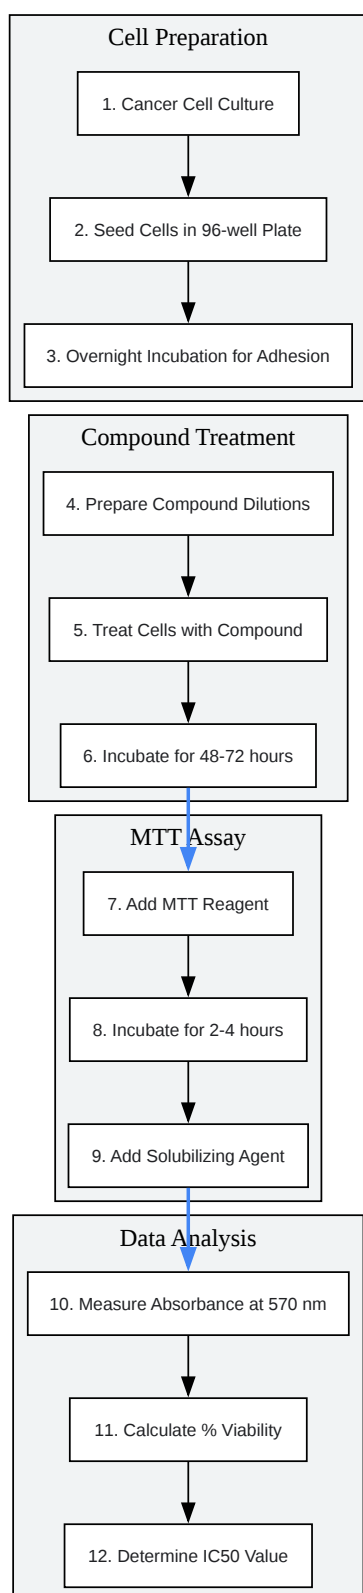 Cell Preparation
1. Cancer Cell Culture
2. Seed Cells in 96-well Plate
3. Overnight Incubation for Adhesion
Compound Treatment
4. Prepare Compound Dilutions
5. Treat Cells with Compound
6. Incubate for 48-72 hours
MTT Assay
7. Add MTT Reagent
8. Incubate for 2-4 hours
9. Add Solubilizing Agent
Data Analysis
10. Measure Absorbance at 570 nm
11. Calculate % Viability
12. Determine IC50 Value